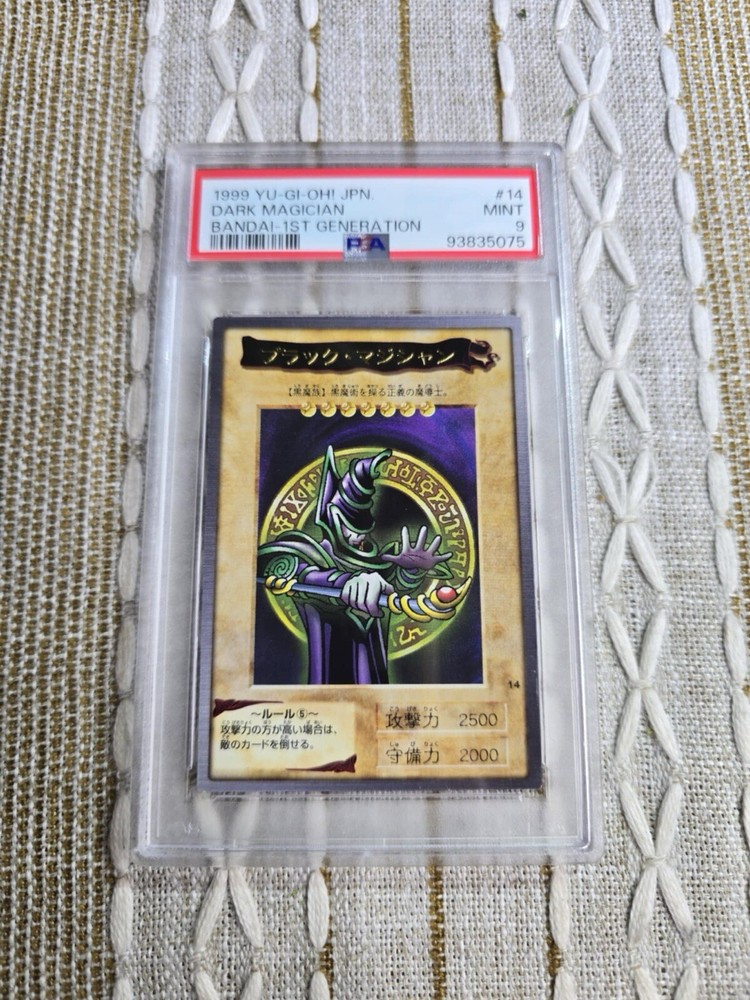 1999 YU-GI-OH! JPN. #14
DARK MAGICIAN MINT
BANDAI-1ST GENERATION 9
PSA 93835075
ブラック・マジシャン
【黒魔族】黒魔術を操る正義の魔導士。
14
～ルール⑤～
攻撃力の方が高い場合は、
敵のカードを倒せる。
攻撃力 2500
守備力 2000